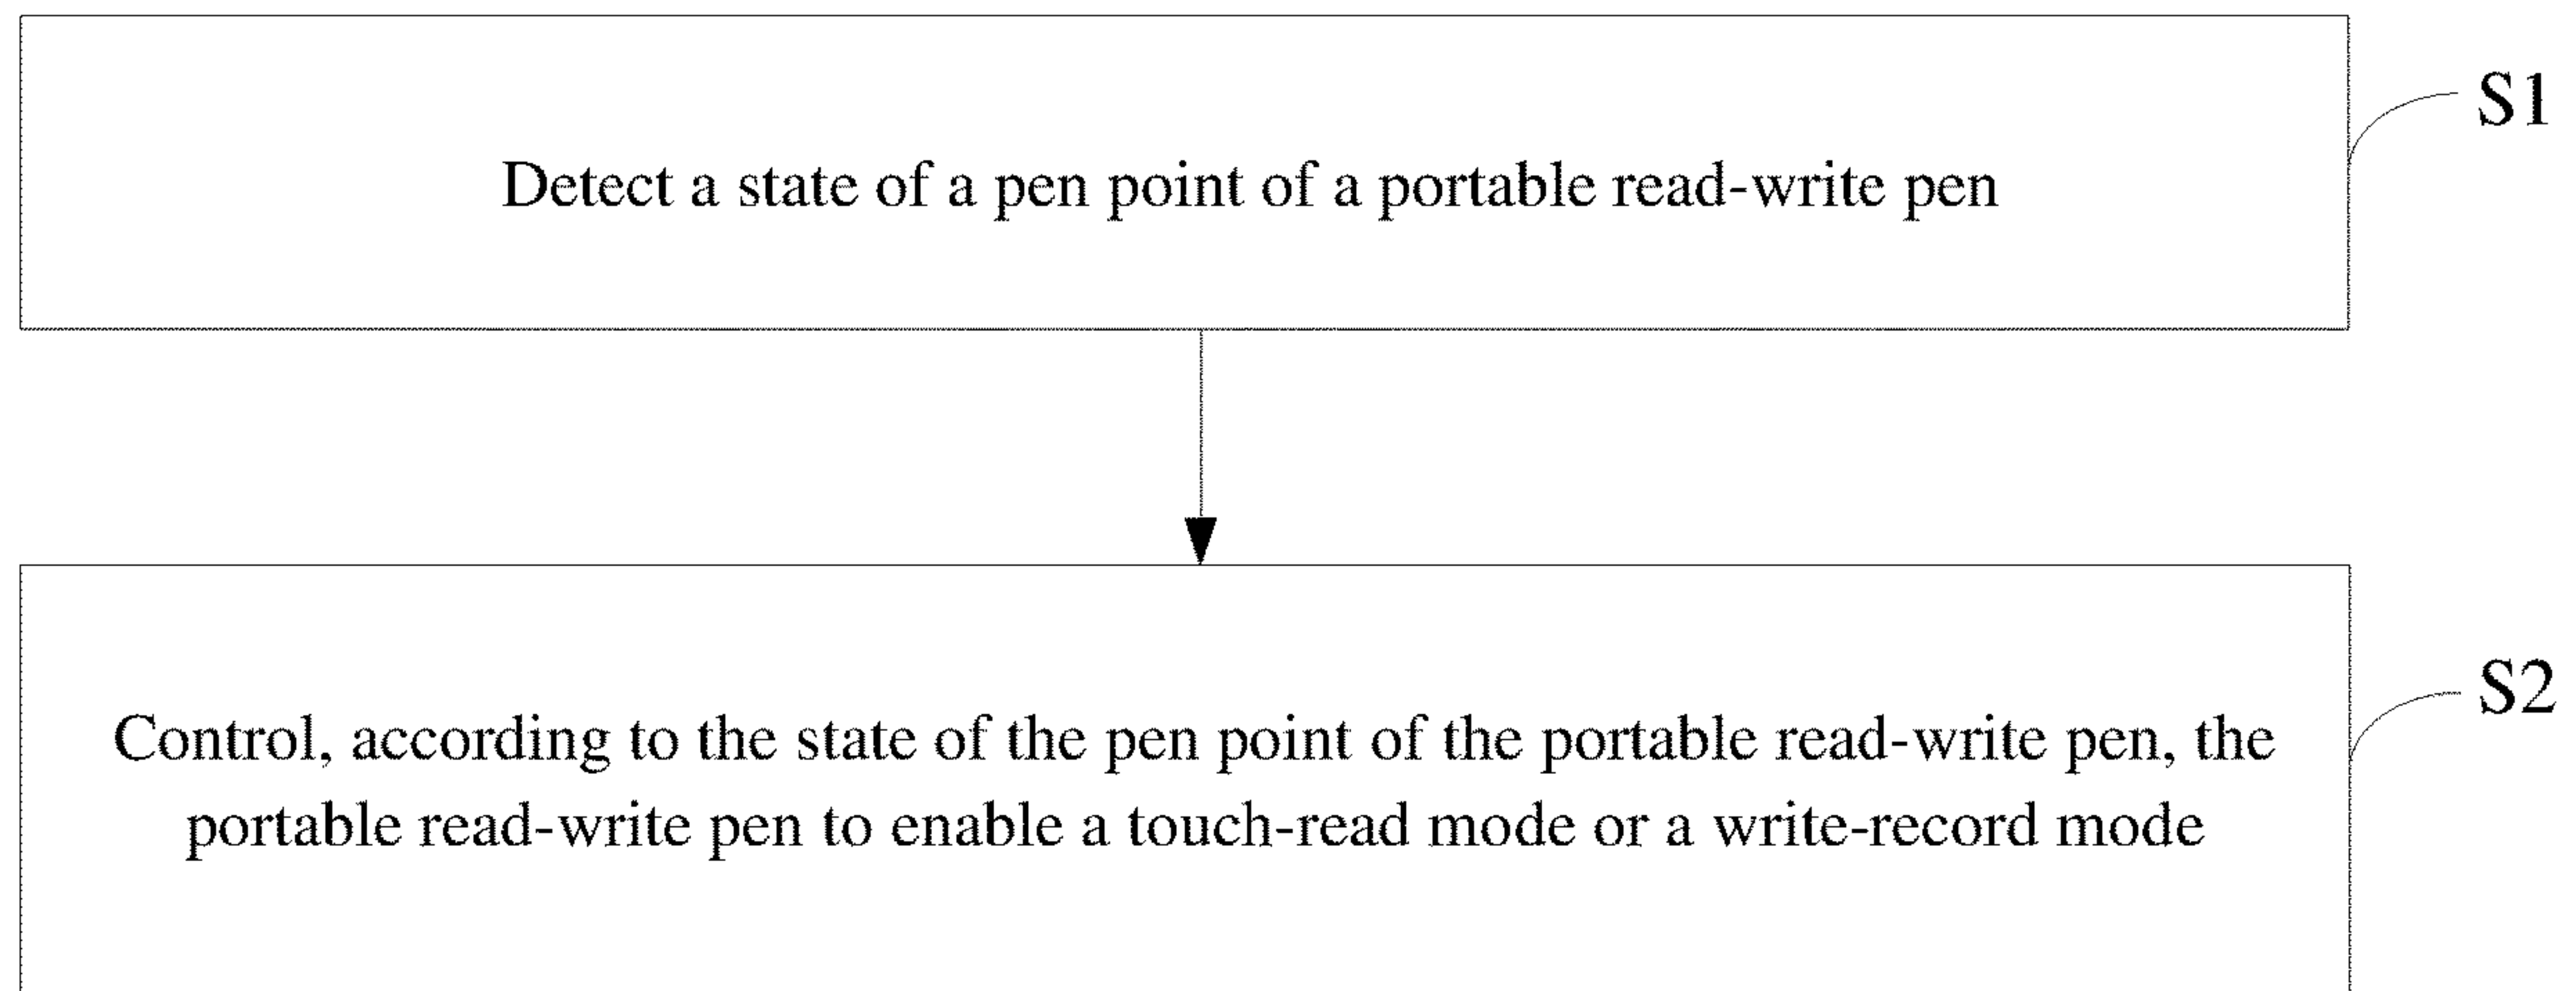 S1
Detect a state of a pen point of a portable read-write pen
S2
Control, according to the state of the pen point of the portable read-write pen, the
portable read-write pen to enable a touch-read mode or a write-record mode